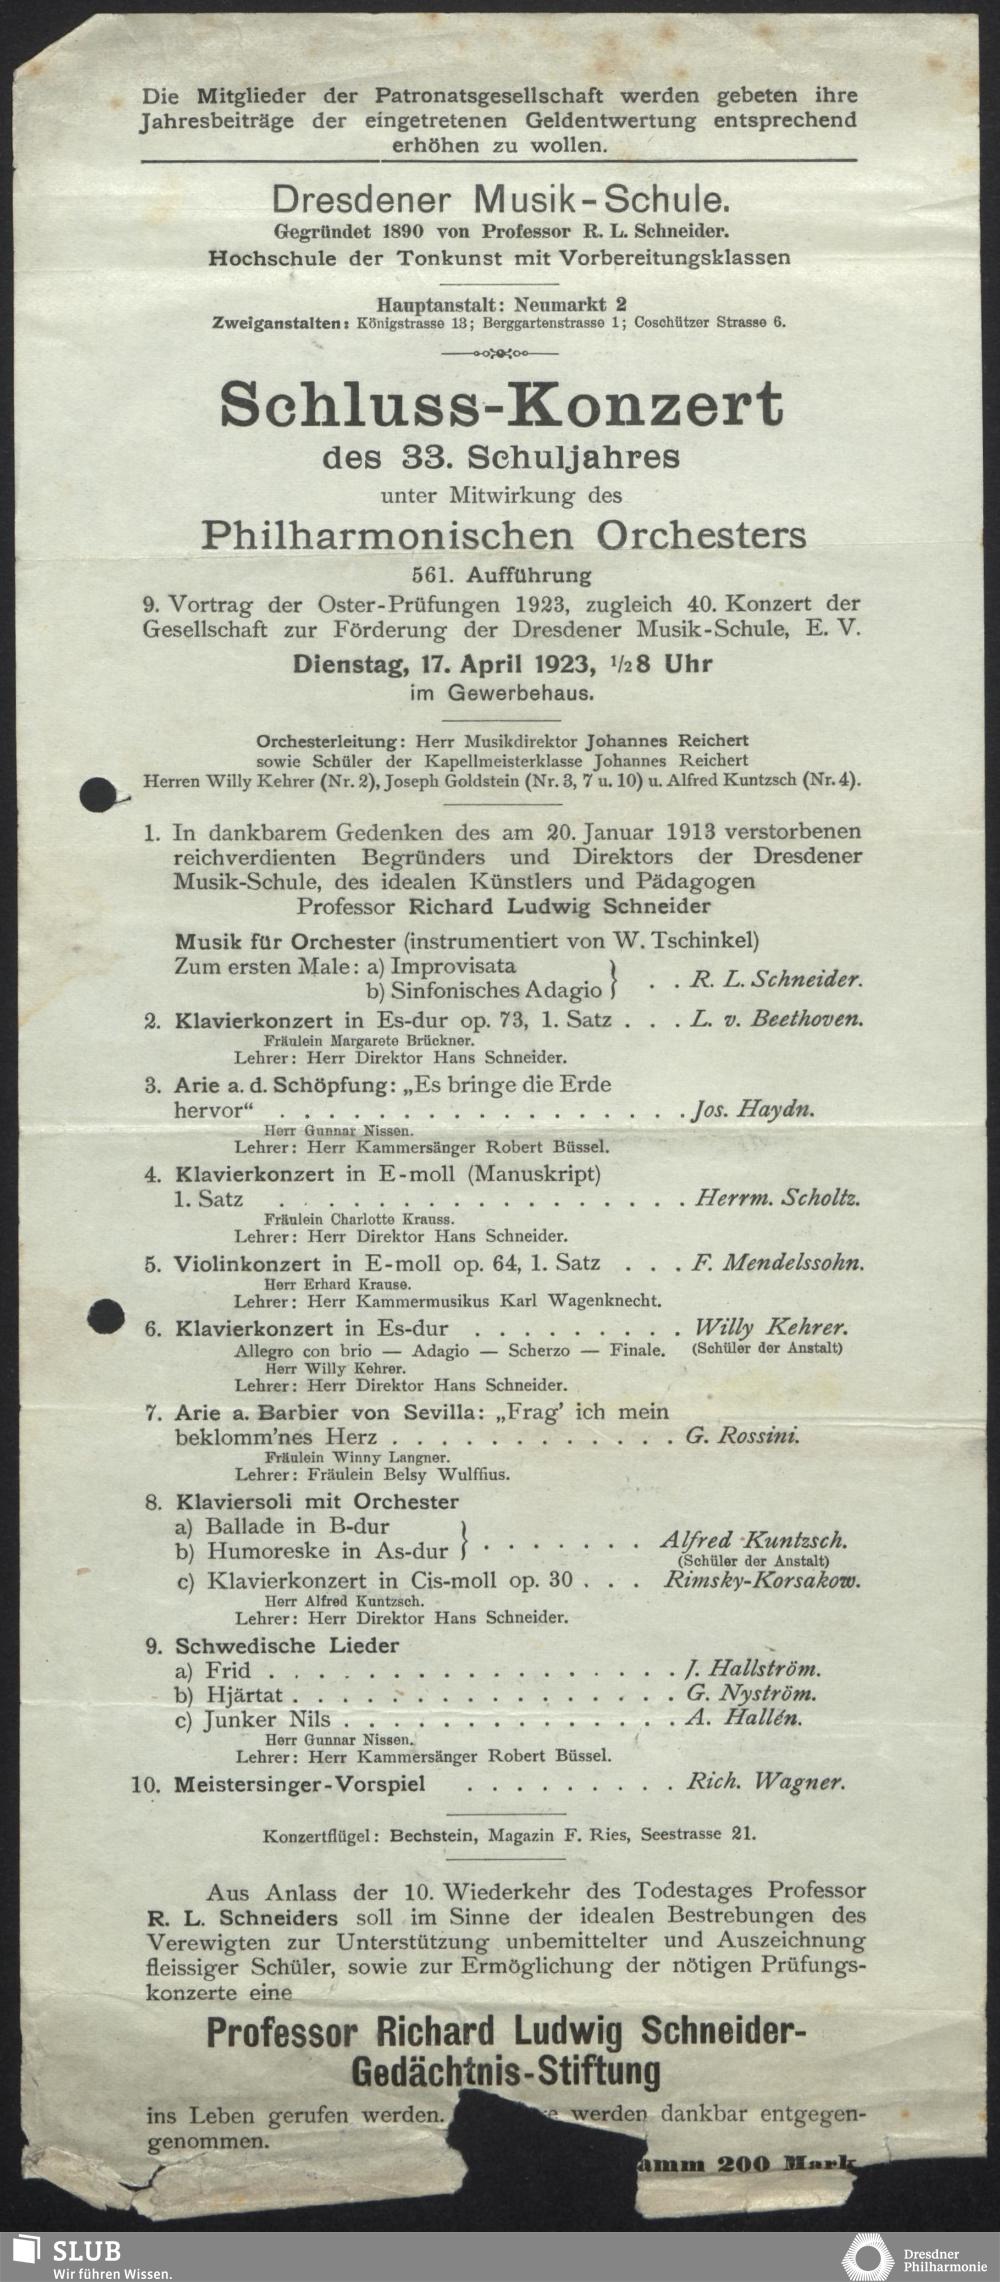 Die Mitglieder der Patronatsgesellschaft werden gebeten ihre
Jahresbeiträge der eingetretenen Geldentwertung entsprechend
erhöhen zu wollen.
Dresdener Musik-Schule.
Gegründet 1890 von Professor R. L. Schneider.
Hochschule der Tonkunst mit Vorbereitungsklassen
Hauptanstalt: Neumarkt 2
Zweiganstalten: Königstrasse 13; Berggartenstrasse 1; Coschützer Strasse 6.
Schluss-Konzert
des 33. Schuljahres
unter Mitwirkung des
Philharmonischen Orchesters
561. Aufführung
9. Vortrag der Oster-Prüfungen 1923, zugleich 40. Konzert der
Gesellschaft zur Förderung der Dresdener Musik-Schule, E. V.
Dienstag, 17. April 1923, 1/2 8 Uhr
im Gewerbehaus.
Orchesterleitung: Herr Musikdirektor Johannes Reichert
sowie Schüler der Kapellmeisterklasse Johannes Reichert
Herren Willy Kehrer (Nr. 2), Joseph Goldstein (Nr. 3, 7 u. 10) u. Alfred Kuntzsch (Nr. 4).
1. In dankbarem Gedenken des am 20. Januar 1913 verstorbenen
reichverdienten Begründers und Direktors der Dresdener
Musik-Schule, des idealen Künstlers und Pädagogen
Professor Richard Ludwig Schneider
Musik für Orchester (instrumentiert von W. Tschinkel)
Zum ersten Male: a) Improvisata
b) Sinfonisches Adagio } . . R. L. Schneider.
2. Klavierkonzert in Es-dur op. 73, 1. Satz . . . L. v. Beethoven.
Fräulein Margarete Brückner.
Lehrer: Herr Direktor Hans Schneider.
3. Arie a. d. Schöpfung: „Es bringe die Erde
hervor“ . . . . . . . . . . . . . . . . . Jos. Haydn.
Herr Gunnar Nissen.
Lehrer: Herr Kammersänger Robert Büssel.
4. Klavierkonzert in E-moll (Manuskript)
1. Satz . . . . . . . . . . . . . . . . . Herrm. Scholtz.
Fräulein Charlotte Krauss.
Lehrer: Herr Direktor Hans Schneider.
5. Violinkonzert in E-moll op. 64, 1. Satz . . . F. Mendelssohn.
Herr Erhard Krause.
Lehrer: Herr Kammermusikus Karl Wagenknecht.
6. Klavierkonzert in Es-dur . . . . . . . . . Willy Kehrer.
Allegro con brio — Adagio — Scherzo — Finale. (Schüler der Anstalt)
Herr Willy Kehrer.
Lehrer: Herr Direktor Hans Schneider.
7. Arie a. Barbier von Sevilla: „Frag' ich mein
beklomm'nes Herz . . . . . . . . . . . . G. Rossini.
Fräulein Winny Langner.
Lehrer: Fräulein Belsy Wulffius.
8. Klaviersoli mit Orchester
a) Ballade in B-dur
b) Humoreske in As-dur } . . . . . . . Alfred Kuntzsch.
(Schüler der Anstalt)
c) Klavierkonzert in Cis-moll op. 30 . . . Rimsky-Korsakow.
Herr Alfred Kuntzsch.
Lehrer: Herr Direktor Hans Schneider.
9. Schwedische Lieder
a) Frid . . . . . . . . . . . . . . . . . J. Hallström.
b) Hjärtat . . . . . . . . . . . . . . . . G. Nyström.
c) Junker Nils . . . . . . . . . . . . . . A. Hallén.
Herr Gunnar Nissen.
Lehrer: Herr Kammersänger Robert Büssel.
10. Meistersinger-Vorspiel . . . . . . . . . Rich. Wagner.
Konzertflügel: Bechstein, Magazin F. Ries, Seestrasse 21.
Aus Anlass der 10. Wiederkehr des Todestages Professor
R. L. Schneiders soll im Sinne der idealen Bestrebungen des
Verewigten zur Unterstützung unbemittelter und Auszeichnung
fleissiger Schüler, sowie zur Ermöglichung der nötigen Prüfungs-
konzerte eine
Professor Richard Ludwig Schneider-
Gedächtnis-Stiftung
ins Leben gerufen werden. werden dankbar entgegen-
genommen.
amm 200 Mark
SLUB
Wir führen Wissen.
Dresdner
Philharmonie